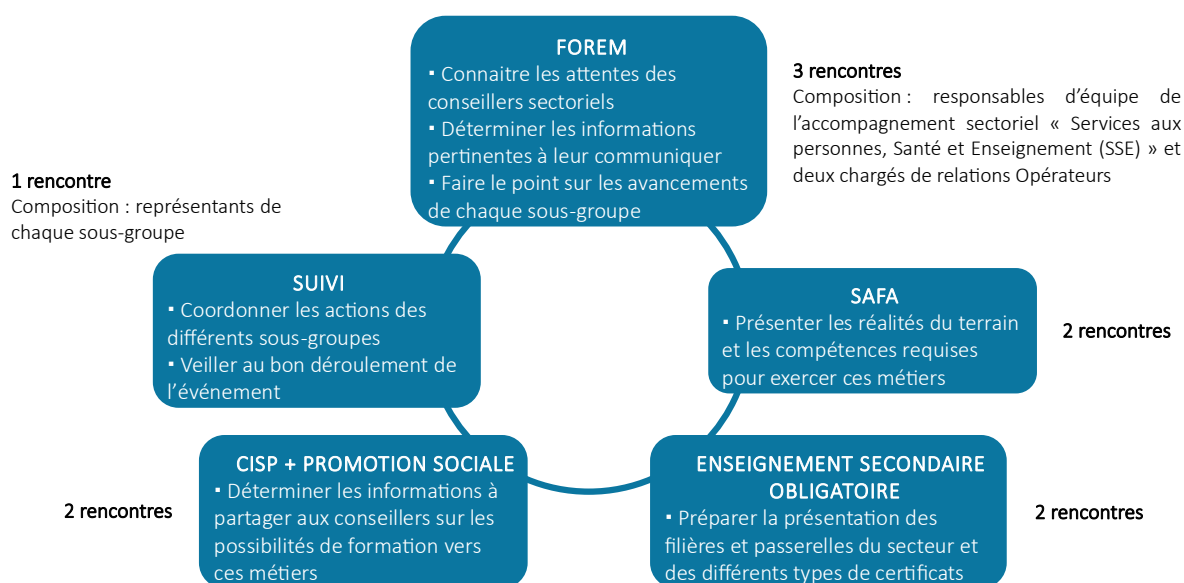 FOREM
▪ Connaitre les attentes des
conseillers sectoriels
▪ Déterminer les informations
pertinentes à leur communiquer
▪ Faire le point sur les avancements
de chaque sous-groupe
3 rencontres
Composition : responsables d’équipe de
l’accompagnement sectoriel « Services aux
personnes, Santé et Enseignement (SSE) » et
deux chargés de relations Opérateurs
1 rencontre
Composition : représentants de
chaque sous-groupe
SUIVI
▪ Coordonner les actions des
différents sous-groupes
▪ Veiller au bon déroulement de
l’événement
SAFA
▪ Présenter les réalités du terrain
et les compétences requises
pour exercer ces métiers
2 rencontres
CISP + PROMOTION SOCIALE
▪ Déterminer les informations à
partager aux conseillers sur les
possibilités de formation vers
ces métiers
2 rencontres
ENSEIGNEMENT SECONDAIRE
OBLIGATOIRE
▪ Préparer la présentation des
filières et passerelles du secteur et
des différents types de certificats
2 rencontres